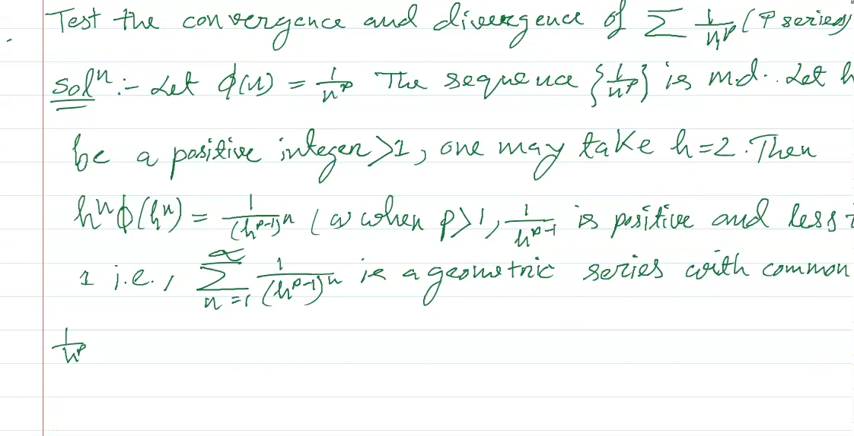 Test the convergence and divergence of Σ 1/n^p (P series)
Solⁿ :- Let ϕ(n) = 1/n^p The sequence {1/n^p} is m.d.. Let h
be a positive integer >1, one may take h=2. Then
hⁿϕ(hⁿ) = 1/(h^(p-1))ⁿ (a) when p>1, 1/h^(p-1) is positive and less
1 i.e., Σ_{n=1}^{∞} 1/(h^(p-1))ⁿ is a geometric series with common
1/h^p